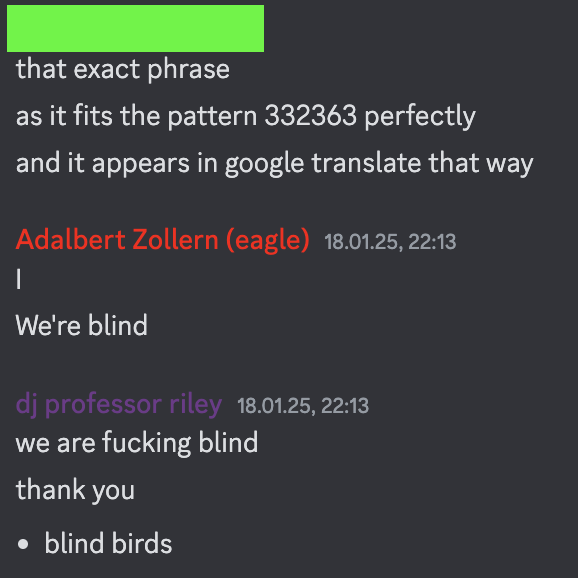 that exact phrase
as it fits the pattern 332363 perfectly
and it appears in google translate that way
Adalbert Zollern (eagle) 18.01.25, 22:13
I
We're blind
dj professor riley 18.01.25, 22:13
we are fucking blind
thank you
• blind birds